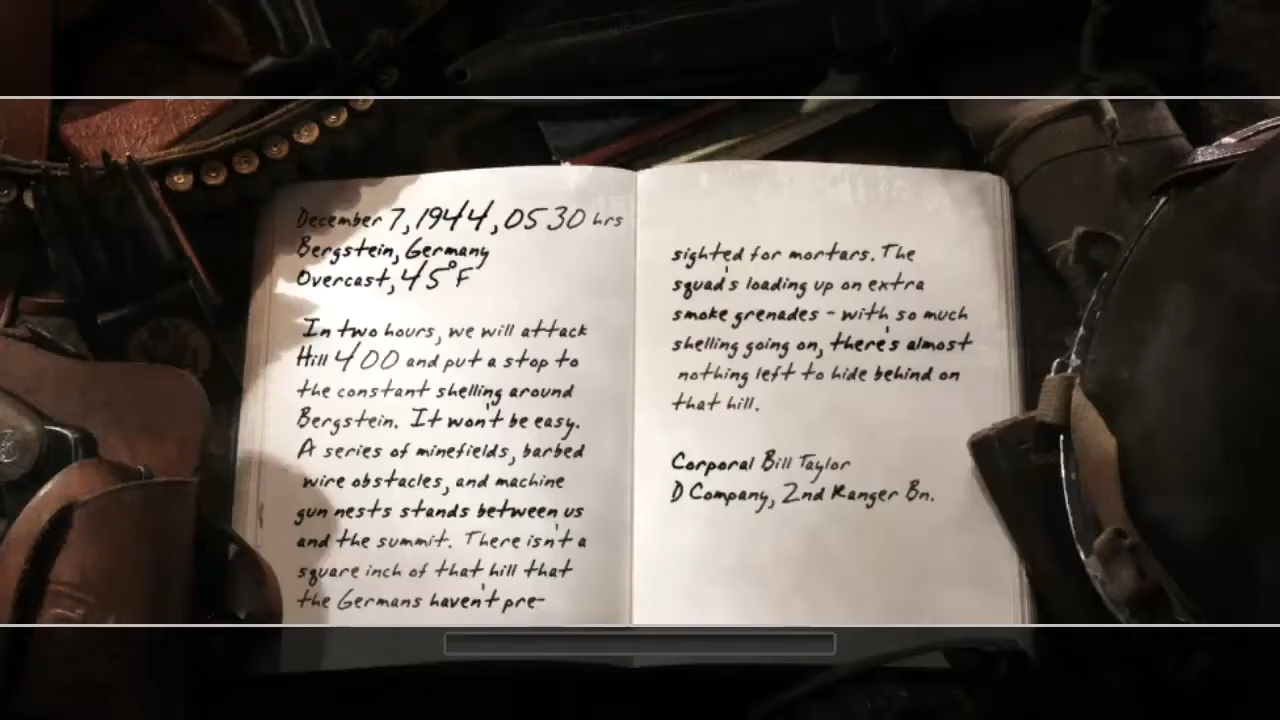 December 7, 1944, 0530 hrs
Bergstein, Germany
Overcast, 45°F
In two hours, we will attack
Hill 400 and put a stop to
the constant shelling around
Bergstein. It won't be easy.
A series of minefields, barbed
wire obstacles, and machine
gun nests stands between us
and the summit. There isn't a
square inch of that hill that
the Germans haven't pre-
sighted for mortars. The
squad's loading up on extra
smoke grenades - with so much
shelling going on, there's almost
nothing left to hide behind on
that hill.
Corporal Bill Taylor
D Company, 2nd Ranger Bn.